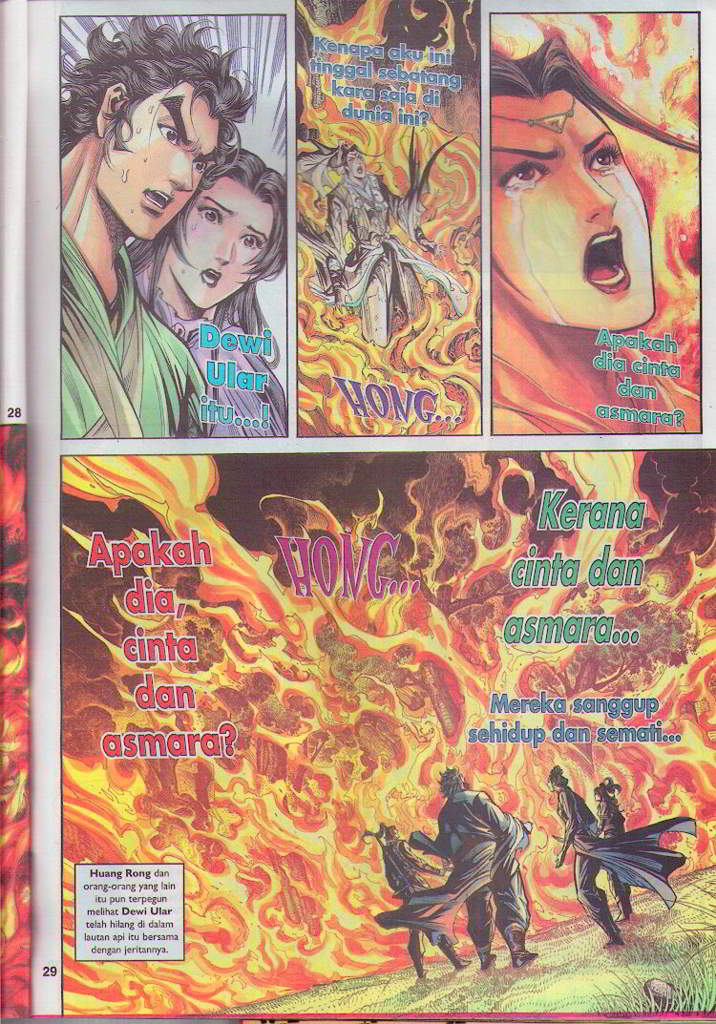 Dewi
Ular
itu....!
Kenapa aku ini
tinggal sebatang
kara saja di
dunia ini?
HONG...
Apakah
dia cinta
dan
asmara?
28
Apakah
dia,
cinta
dan
asmara?
HONG...
Kerana
cinta dan
asmara...
Mereka sanggup
sehidup dan semati...
Huang Rong dan
orang-orang yang lain
itu pun terpegun
melihat Dewi Ular
telah hilang di dalam
lautan api itu bersama
dengan jeritannya.
29